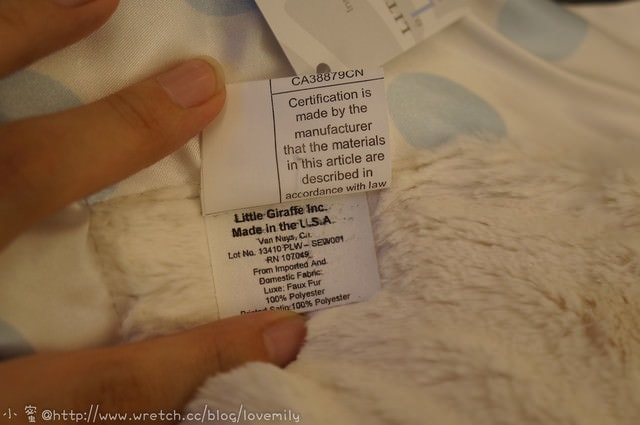 CA38879CN
Certification is
made by the
manufacturer
that the materials
in this article are
described in
accordance with law
Little Giraffe Inc.
Made in the U.S.A.
Van Nuys, CA.
Lot No. 13410 PLW - SEW001
RN 107049
From Imported And
Domestic Fabric:
Luxe: Faux Fur
100% Polyester
Printed Satin:100% Polyester
小 蜜 @http://www.wretch.cc/blog/lovemily